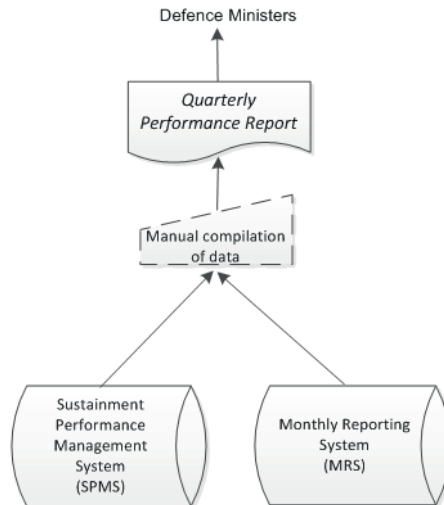 Defence Ministers
Quarterly
Performance Report
Manual compilation
of data
Sustainment
Performance
Management
System
(SPMS)
Monthly Reporting
System
(MRS)